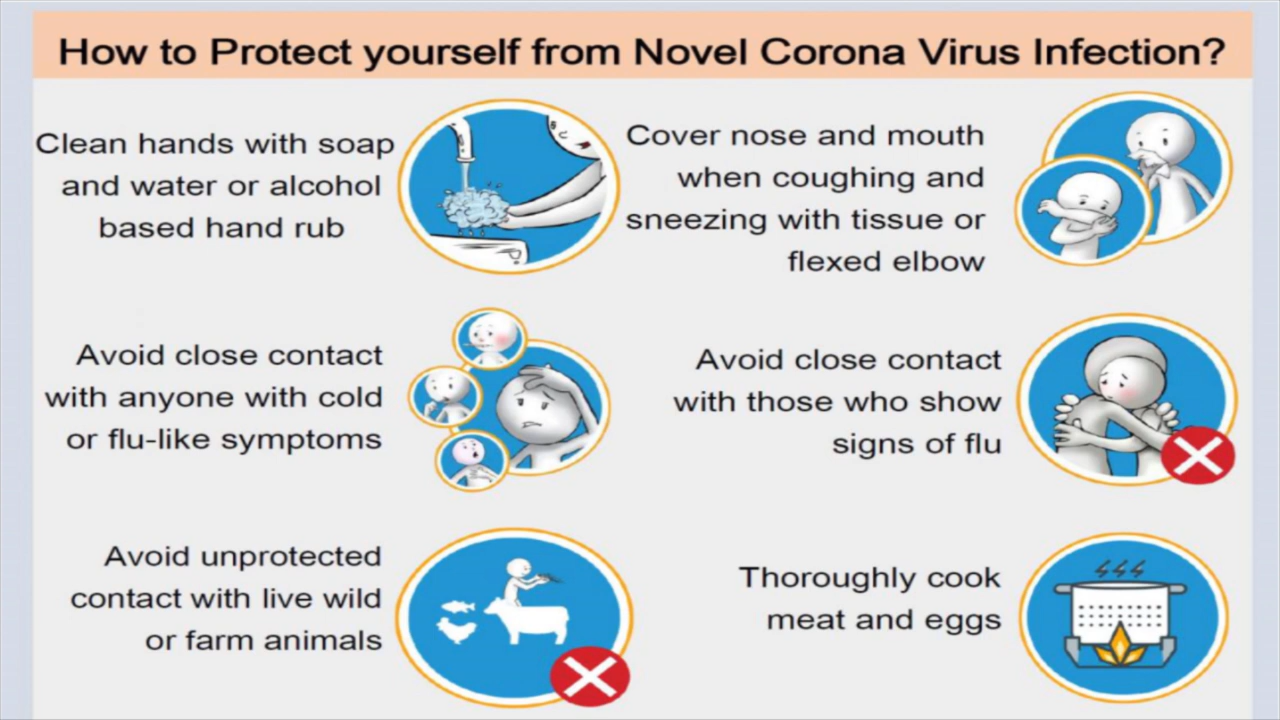 How to Protect yourself from Novel Corona Virus Infection?
Clean hands with soap
and water or alcohol
based hand rub
Cover nose and mouth
when coughing and
sneezing with tissue or
flexed elbow
Avoid close contact
with anyone with cold
or flu-like symptoms
Avoid close contact
with those who show
signs of flu
Avoid unprotected
contact with live wild
or farm animals
Thoroughly cook
meat and eggs